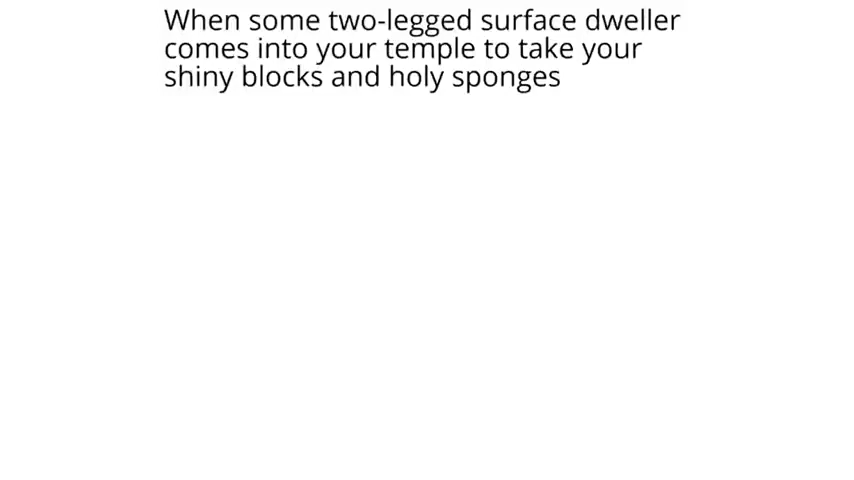 When some two-legged surface dweller
comes into your temple to take your
shiny blocks and holy sponges